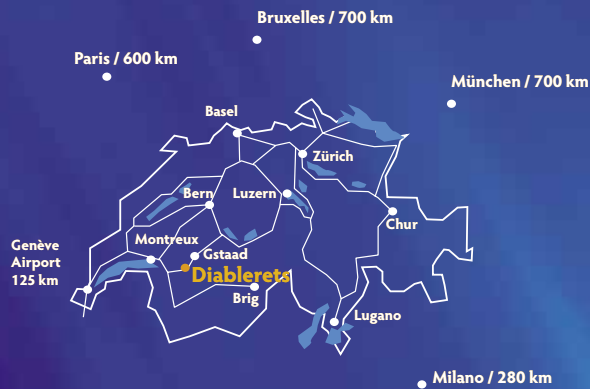 Bruxelles / 700 km
Paris / 600 km
München / 700 km
Basel
Zürich
Bern
Luzern
Chur
Montreux
Genève
Airport
125 km
Gstaad
Diablerets
Brig
Lugano
Milano / 280 km